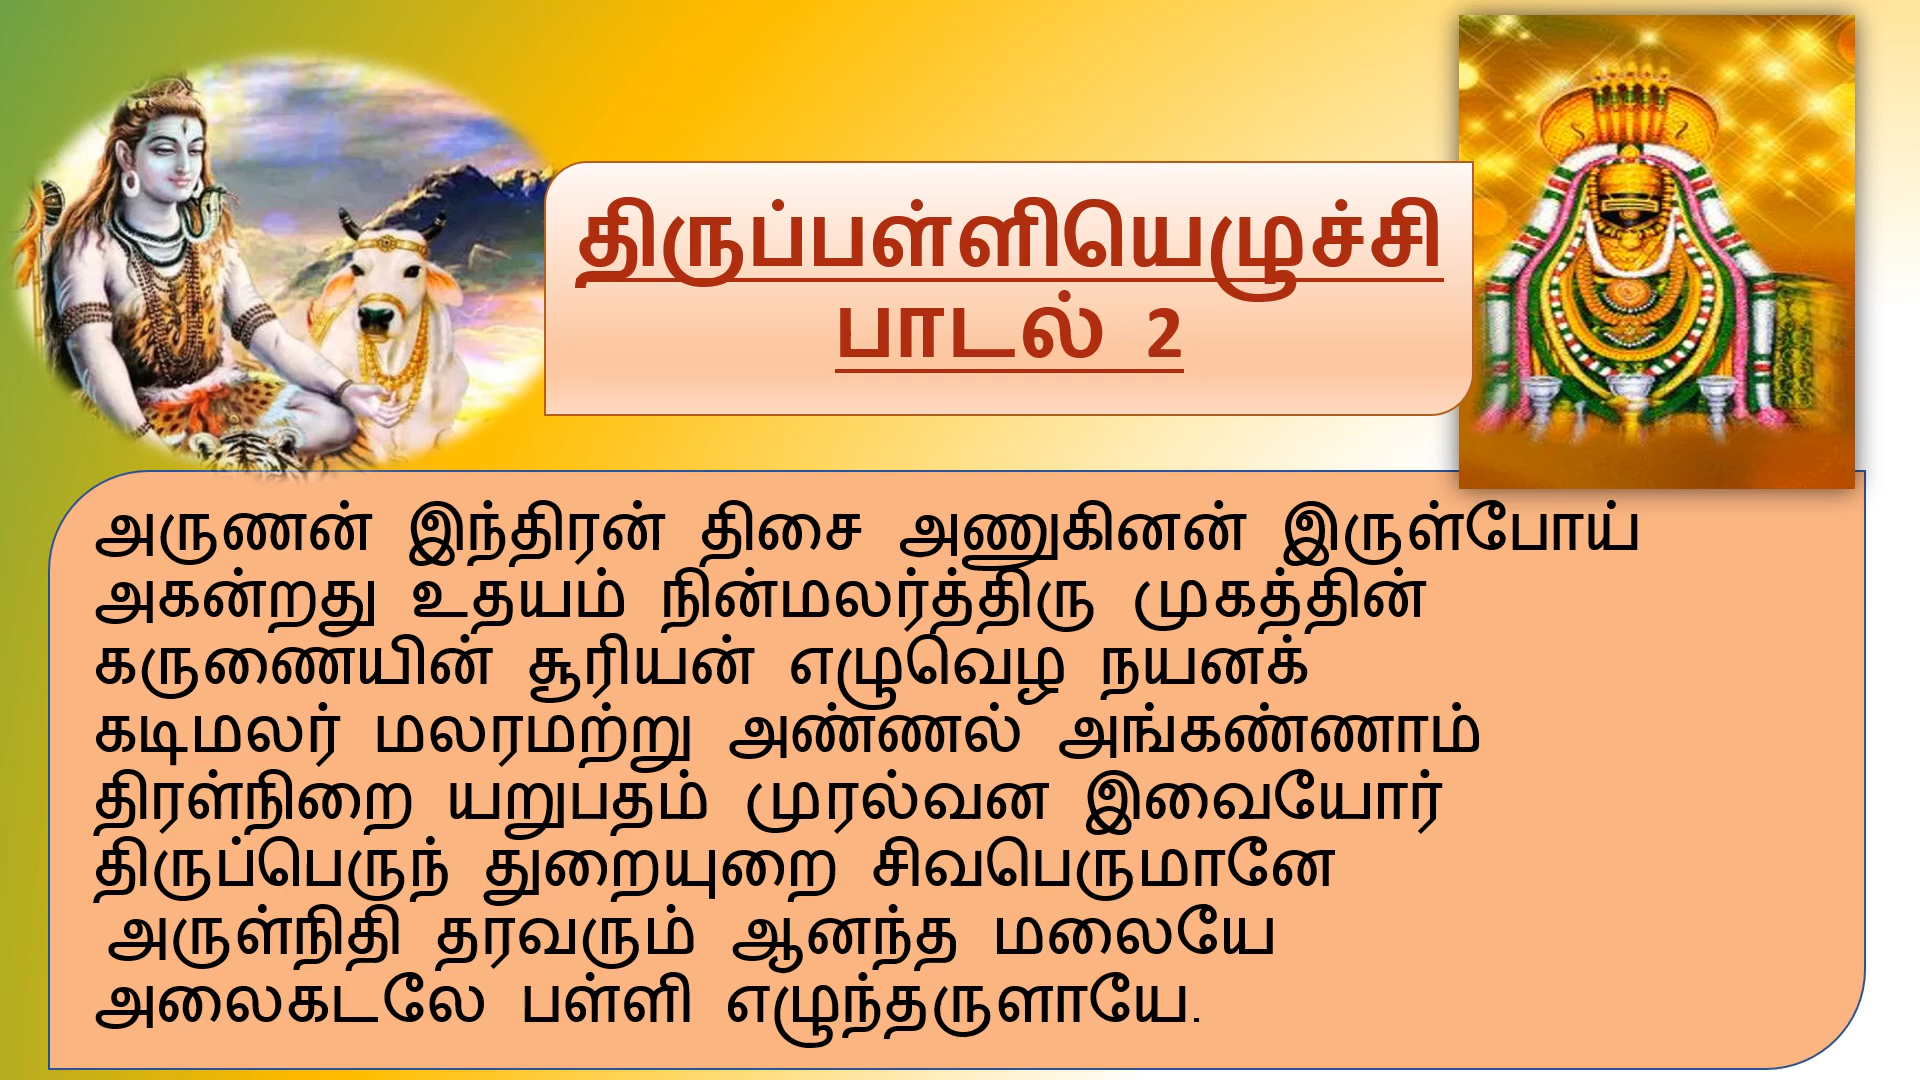 திருப்பள்ளியெழுச்சி
பாடல் 2
அருணன் இந்திரன் திசை அணுகினன் இருள்போய்
அகன்றது உதயம் நின்மலர்த்திரு முகத்தின்
கருணையின் சூரியன் எழுவெழ நயனக்
கடிமலர் மலரமற்று அண்ணல் அங்கண்ணாம்
திரள்நிறை யறுபதம் முரல்வன இவையோர்
திருப்பெருந் துறையுறை சிவபெருமானே
அருள்நிதி தரவரும் ஆனந்த மலையே
அலைகடலே பள்ளி எழுந்தருளாயே.